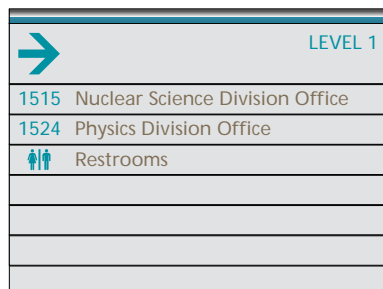 LEVEL 1
1515 Nuclear Science Division Office
1524 Physics Division Office
Restrooms